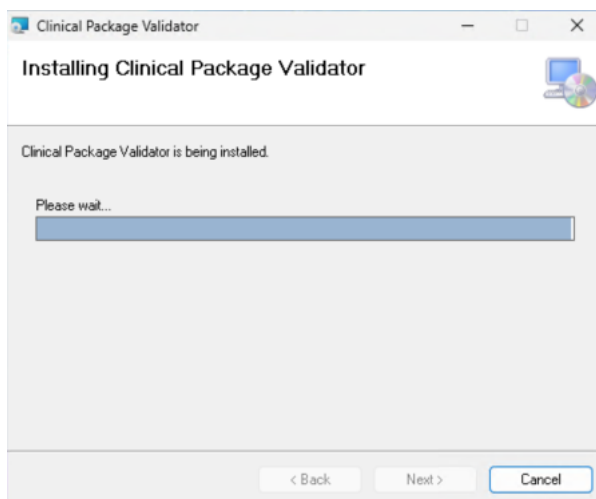 Clinical Package Validator
Installing Clinical Package Validator
Clinical Package Validator is being installed.
Please wait...
< Back
Next >
Cancel